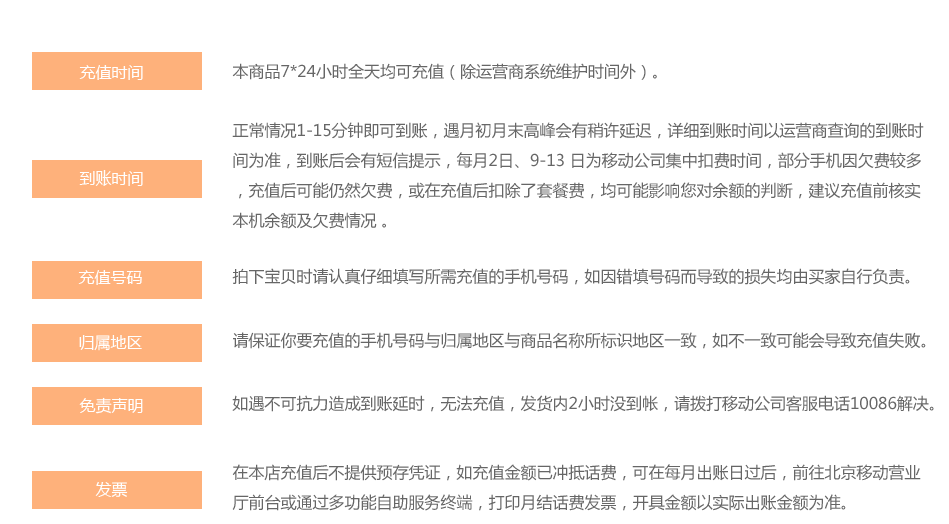 充值时间
本商品7*24小时全天均可充值（除运营商系统维护时间外）。
到账时间
正常情况1-15分钟即可到账，遇月初月末高峰会有稍许延迟，详细到账时间以运营商查询的到账时
间为准，到账后会有短信提示，每月2日、9-13 日为移动公司集中扣费时间，部分手机因欠费较多
，充值后可能仍然欠费，或在充值后扣除了套餐费，均可能影响您对余额的判断，建议充值前核实
本机余额及欠费情况 。
充值号码
拍下宝贝时请认真仔细填写所需充值的手机号码，如因错填号码而导致的损失均由买家自行负责。
归属地区
请保证你要充值的手机号码与归属地区与商品名称所标识地区一致，如不一致可能会导致充值失败。
免责声明
如遇不可抗力造成到账延时，无法充值，发货内2小时没到帐，请拨打移动公司客服电话10086解决。
发票
在本店充值后不提供预存凭证，如充值金额已冲抵话费，可在每月出账日过后，前往北京移动营业
厅前台或通过多功能自助服务终端，打印月结话费发票，开具金额以实际出账金额为准。